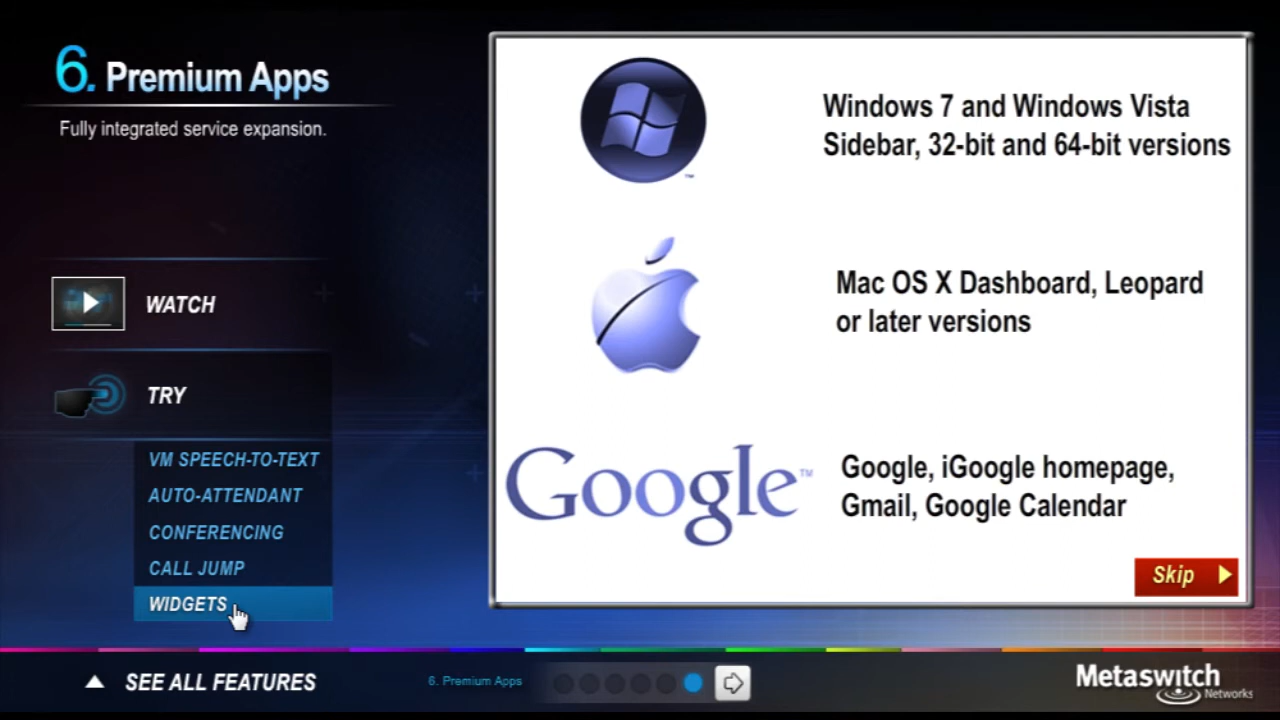 6. Premium Apps
Fully integrated service expansion.
WATCH
TRY
VM SPEECH-TO-TEXT
AUTO-ATTENDANT
CONFERENCING
CALL JUMP
WIDGETS
Windows 7 and Windows Vista
Sidebar, 32-bit and 64-bit versions
TM
Mac OS X Dashboard, Leopard
or later versions
Google™
Google, iGoogle homepage,
Gmail, Google Calendar
Skip
SEE ALL FEATURES
6. Premium Apps
Metaswitch
Networks